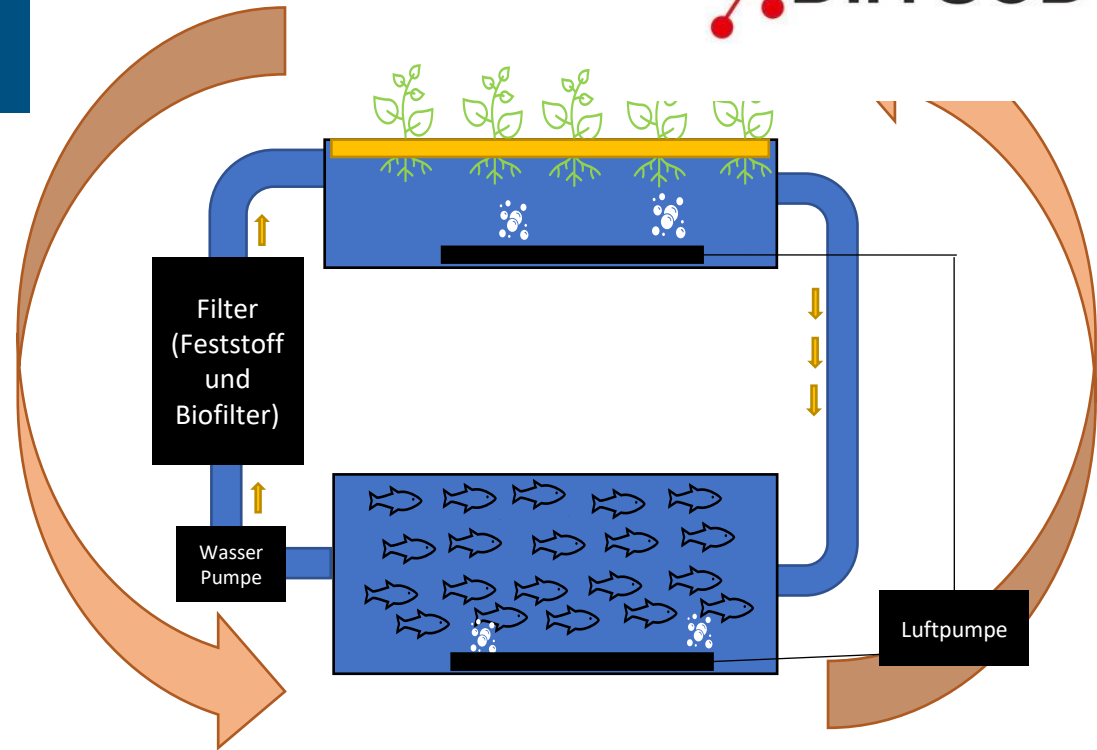 Filter
(Feststoff
und
Biofilter)
Wasser
Pumpe
Luftpumpe